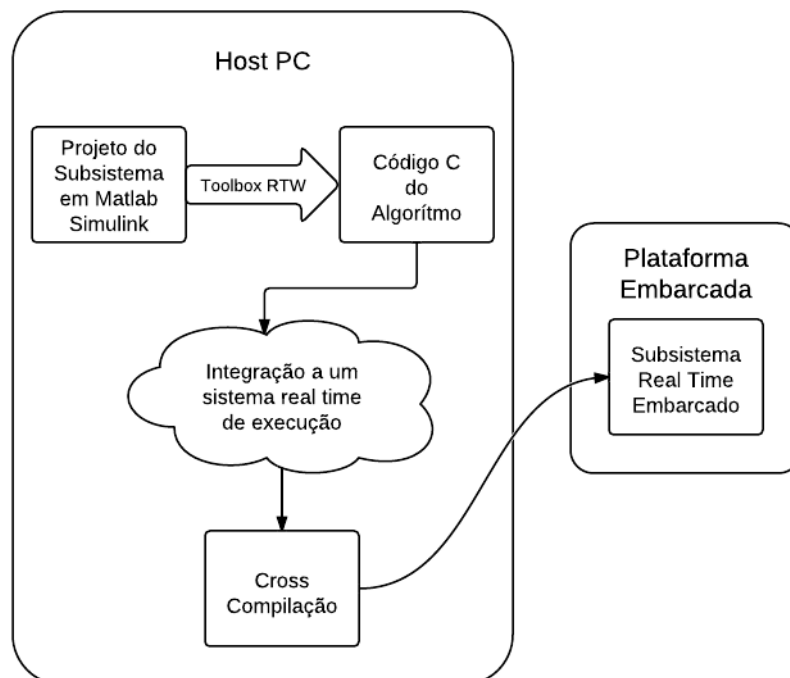 Host PC
Projeto do
Subsistema
em Matlab
Simulink
Toolbox RTW
Código C
do
Algorítmo
Integração a um
sistema real time
de execução
Cross
Compilação
Plataforma
Embarcada
Subsistema
Real Time
Embarcado